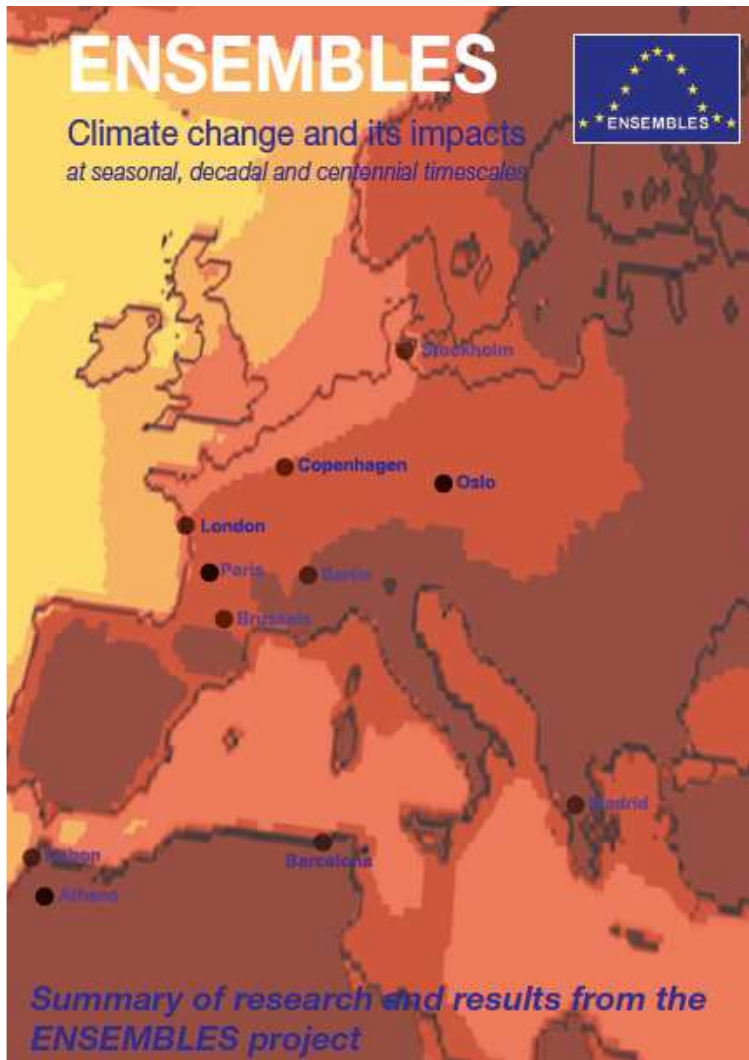 ENSEMBLES
Climate change and its impacts
at seasonal, decadal and centennial timescales
ENSEMBLES
Stockholm
Copenhagen
Oslo
London
Paris
Berlin
Brussels
Madrid
Lisbon
Barcelona
Athens
Summary of research and results from the
ENSEMBLES project